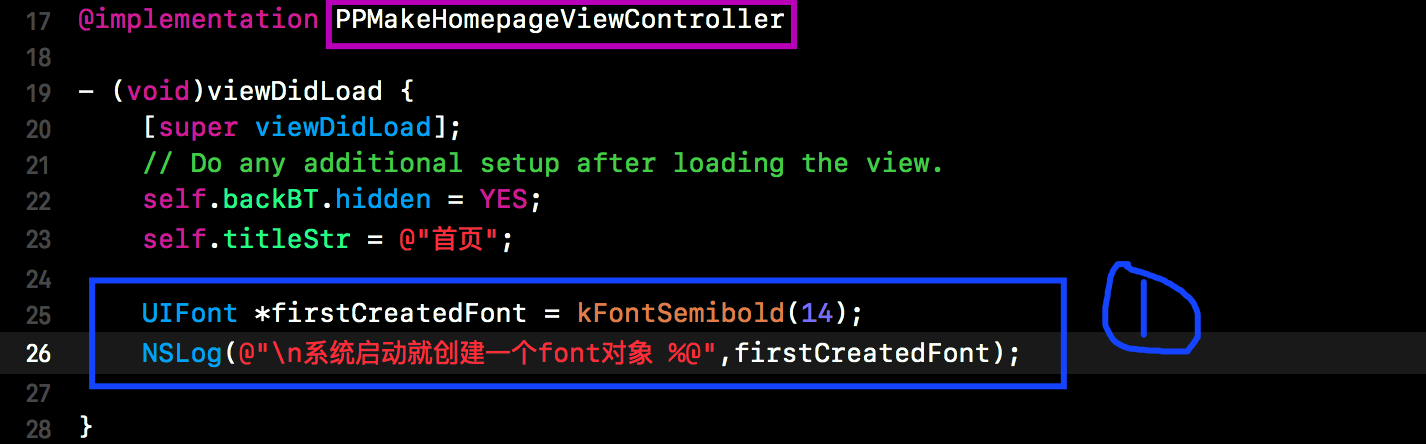 17 @implementation PPMakeHomepageViewController
18
19 - (void)viewDidLoad {
20 [super viewDidLoad];
21 // Do any additional setup after loading the view.
22 self.backBT.hidden = YES;
23 self.titleStr = @"首页";
24
25 UIFont *firstCreatedFont = kFontSemibold(14);
26 NSLog(@"\n系统启动就创建一个font对象 %@",firstCreatedFont);
27
28 }
1